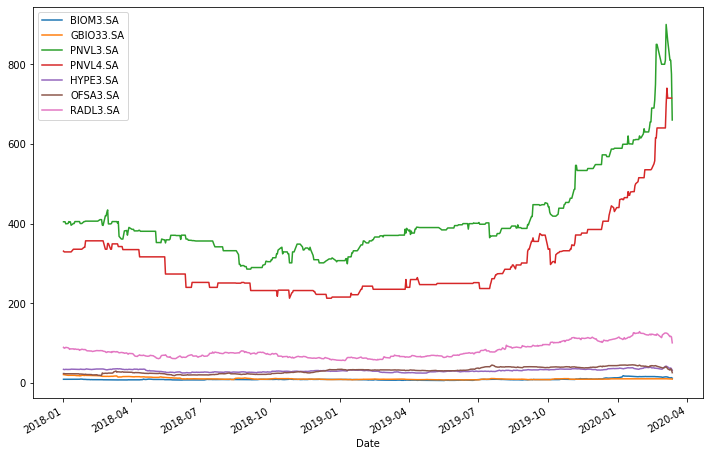 BIOM3.SA
GBIO33.SA
PNVL3.SA
PNVL4.SA
HYPE3.SA
OFSA3.SA
RADL3.SA
800
600
400
200
0
2018-01
2018-04
2018-07
2018-10
2019-01
2019-04
2019-07
2019-10
2020-01
2020-04
Date